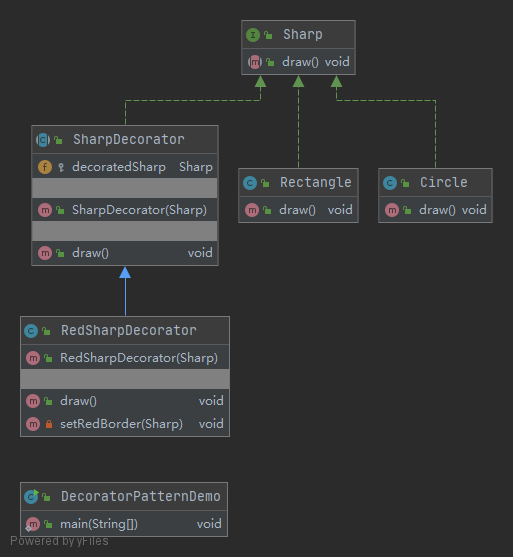 Sharp
draw() void
SharpDecorator
decoratedSharp Sharp
SharpDecorator(Sharp)
draw() void
Rectangle
draw() void
Circle
draw() void
RedSharpDecorator
RedSharpDecorator(Sharp)
draw() void
setRedBorder(Sharp) void
DecoratorPatternDemo
main(String[]) void
Powered by yFiles